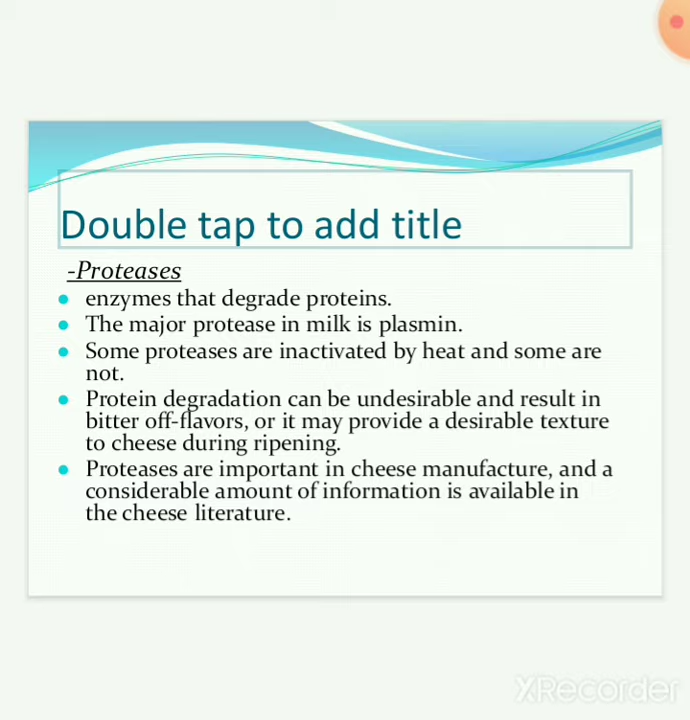 Double tap to add title
-Proteases
enzymes that degrade proteins.
The major protease in milk is plasmin.
Some proteases are inactivated by heat and some are
not.
Protein degradation can be undesirable and result in
bitter off-flavors, or it may provide a desirable texture
to cheese during ripening.
Proteases are important in cheese manufacture, and a
considerable amount of information is available in
the cheese literature.
XRecorder